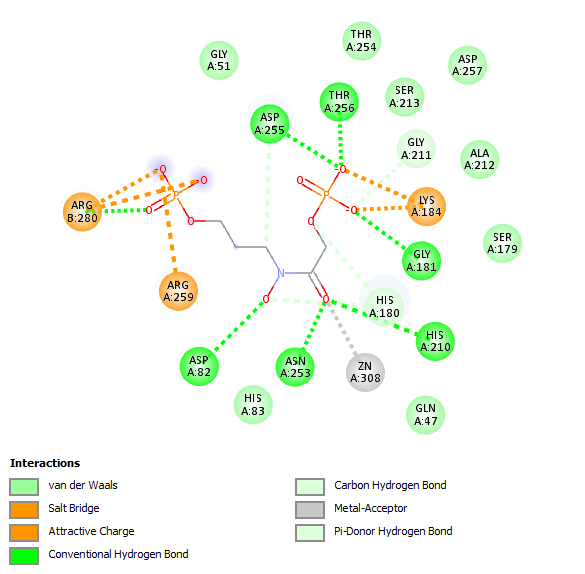 THR
A:254
GLY
A:51
ASP
A:257
SER
A:213
THR
A:256
ASP
A:255
GLY
A:211
ALA
A:212
O
O
O
O
P
P
ARG
B:280
O
O
LYS
A:184
O
O
SER
A:179
GLY
A:181
N
ARG
A:259
O
O
HIS
A:180
HIS
A:210
ASP
A:82
ASN
A:253
ZN
A:308
HIS
A:83
GLN
A:47
Interactions
van der Waals
Salt Bridge
Attractive Charge
Conventional Hydrogen Bond
Carbon Hydrogen Bond
Metal-Acceptor
Pi-Donor Hydrogen Bond